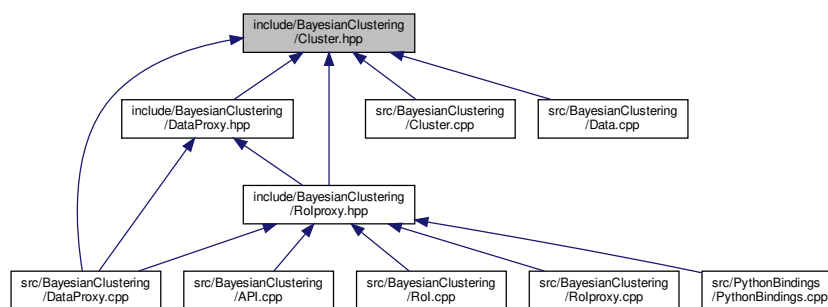 include/BayesianClustering
/Cluster.hpp
include/BayesianClustering
/DataProxy.hpp
src/BayesianClustering
/Cluster.cpp
src/BayesianClustering
/Data.cpp
include/BayesianClustering
/RoIproxy.hpp
src/BayesianClustering
/DataProxy.cpp
src/BayesianClustering
/API.cpp
src/BayesianClustering
/RoI.cpp
src/BayesianClustering
/RoIproxy.cpp
src/PythonBindings
/PythonBindings.cpp